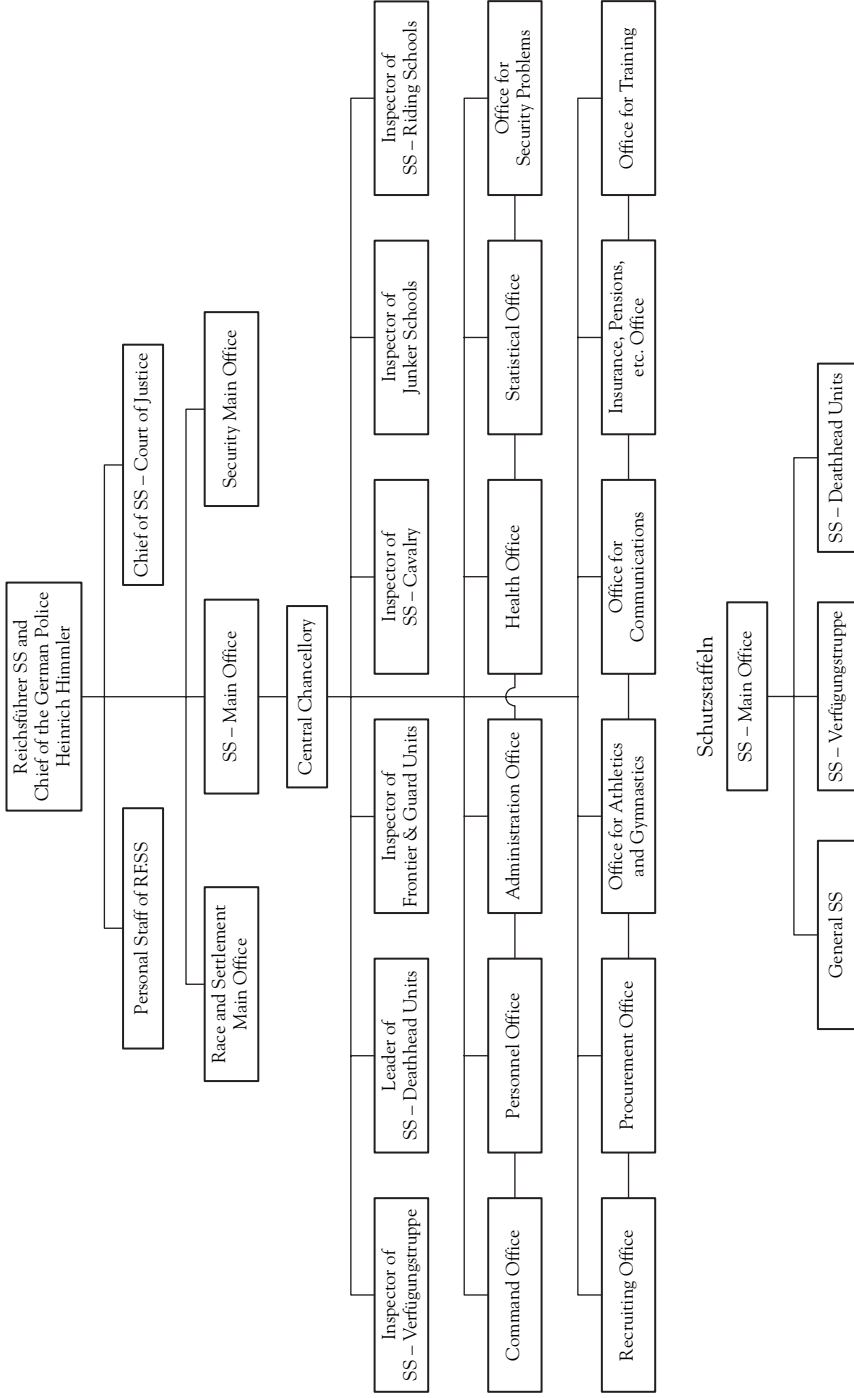 Reichsführer SS and
Chief of the German Police
Heinrich Himmler
Personal Staff of RF.SS
Chief of SS – Court of Justice
Race and Settlement
Main Office
SS – Main Office
Security Main Office
Central Chancellory
Inspector of
SS – Verfügungstruppe
Leader of
SS – Deathhead Units
Inspector of
Frontier & Guard Units
Inspector of
SS – Cavalry
Inspector of
Junker Schools
Inspector of
SS – Riding Schools
Command Office
Personnel Office
Administration Office
Health Office
Statistical Office
Office for
Security Problems
Recruiting Office
Procurement Office
Office for Athletics
and Gymnastics
Office for
Communications
Insurance, Pensions,
etc. Office
Office for Training
Schutzstaffeln
SS – Main Office
General SS
SS – Verfügungstruppe
SS – Deathhead Units